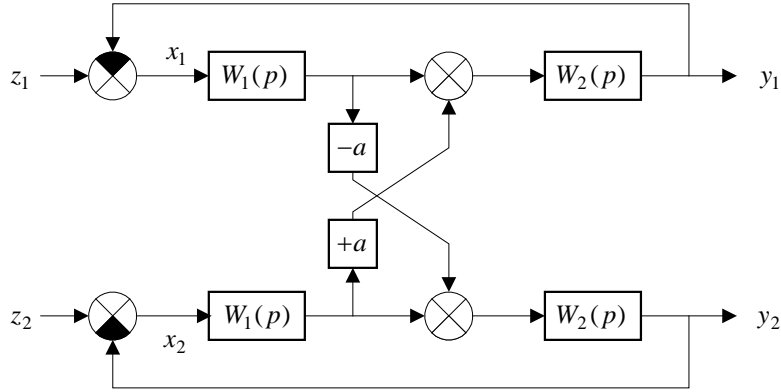 x₁
z₁ W₁(p) W₂(p) y₁
−a
+a
z₂ W₁(p) W₂(p) y₂
x₂